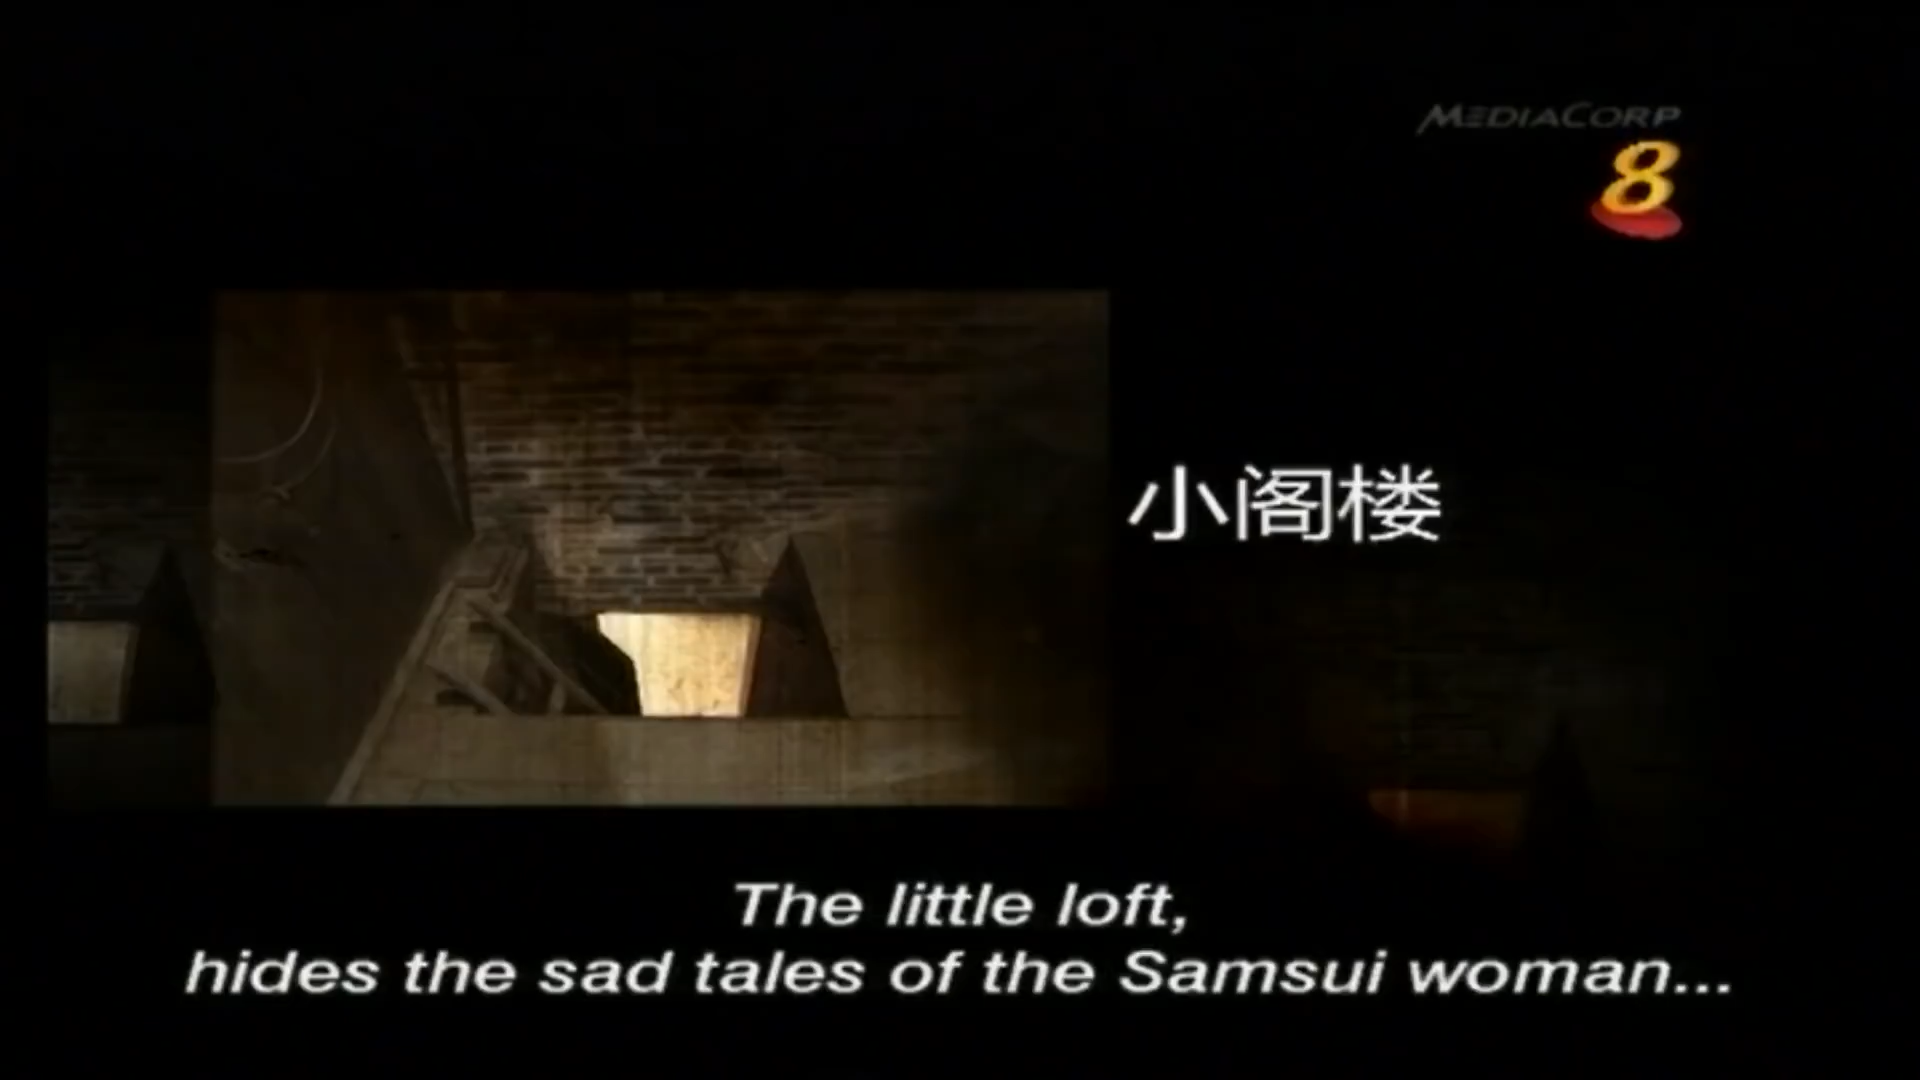 MEDIACORP
8
小阁楼
The little loft,
hides the sad tales of the Samsui woman...